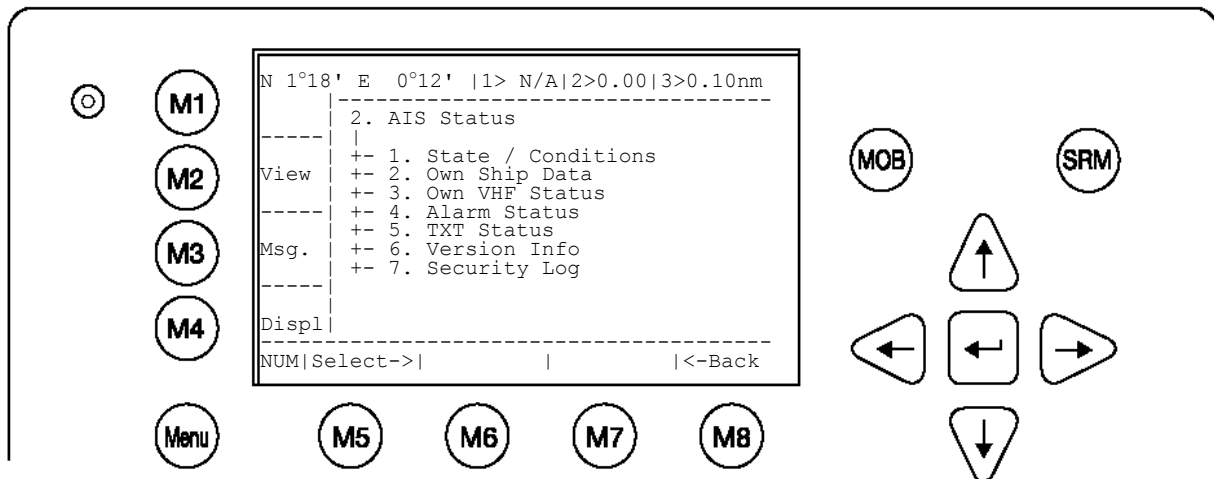 N 1°18' E 0°12' |1> N/A|2>0.00|3>0.10nm
2. AIS Status
+- 1. State / Conditions
View | +- 2. Own Ship Data
+- 3. Own VHF Status
+- 4. Alarm Status
+- 5. TXT Status
Msg. | +- 6. Version Info
+- 7. Security Log
Displ|
NUM|Select->| | |<-Back
M1
M2
M3
M4
Menu
M5
M6
M7
M8
MOB
SRM